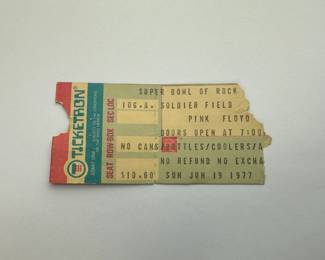 TICKETRON
SEAT ROW-BOX SEC LOC
SUPER BOWL OF ROCK
SOLDIER FIELD
PINK FLOYD
DOORS OPEN AT 7:00
NO CANS/BOTTLES/COOLERS/A
NO REFUND NO EXCHA
$10.00 SUN JUN 19 1977